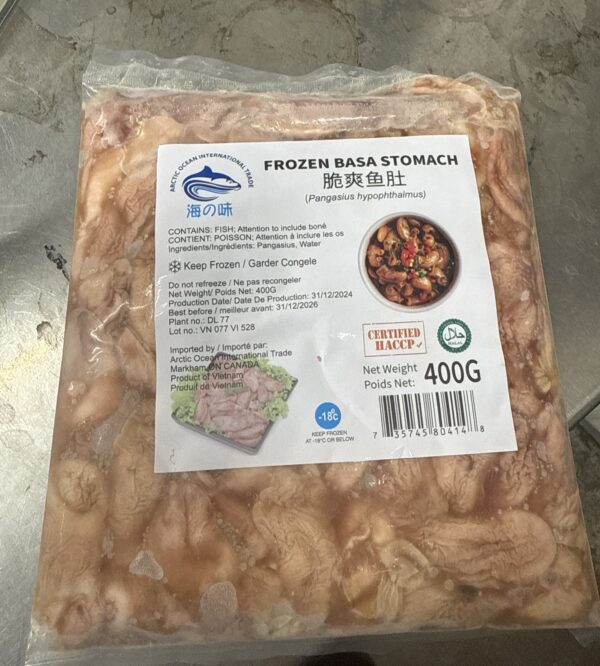 ARCTIC OCEAN INTERNATIONAL TRADE
海の味
FROZEN BASA STOMACH
脆爽鱼肚
(Pangasius hypophthalmus)
CONTAINS: FISH; Attention to include bone
CONTIENT: POISSON; Attention à inclure les os
Ingredients/Ingrédients: Pangasius, Water
Keep Frozen / Garder Congele
Do not refreeze / Ne pas recongeler
Net Weight/ Poids Net: 400G
Production Date/ Date De Production: 31/12/2024
Best before / meilleur avant: 31/12/2026
Plant no.: DL 77
Lot no.: VN 077 VI 528
Imported by / Importé par:
Arctic Ocean International Trade
Markham, ON CANADA
Product of Vietnam
Produit de Vietnam
-18°c
KEEP FROZEN
AT -18°C OR BELOW
CERTIFIED
HACCP
حلال
HALAL
Net Weight
Poids Net:
400G
7 35745 80414 8